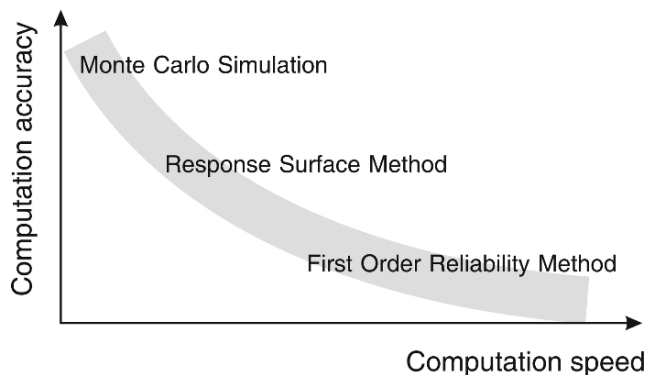 Computation accuracy
Monte Carlo Simulation
Response Surface Method
First Order Reliability Method
Computation speed